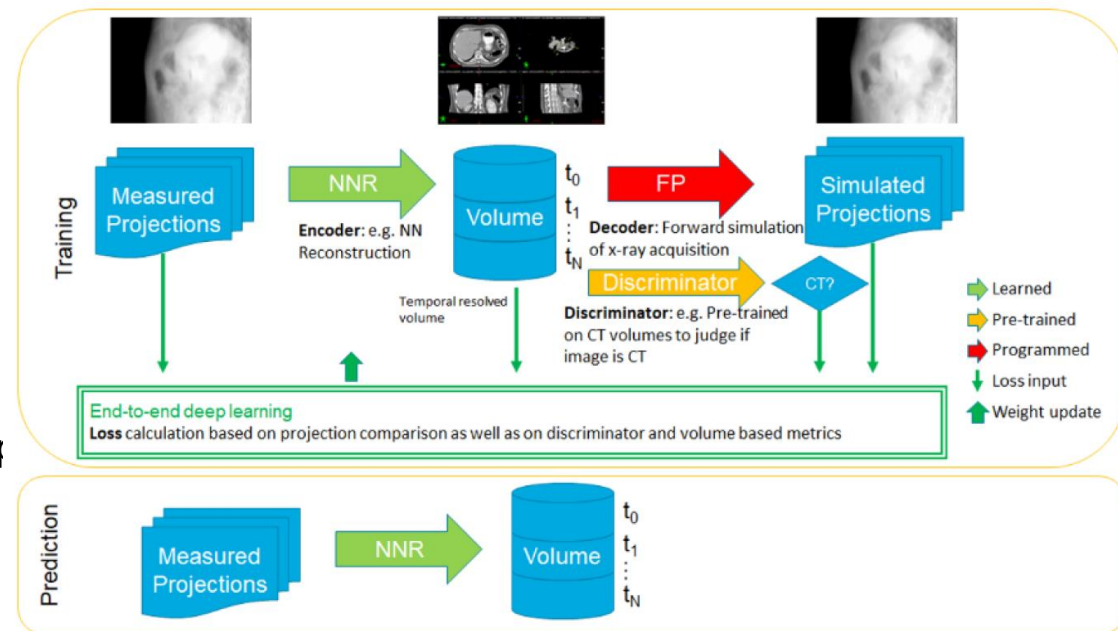 Training
Measured
Projections
NNR
Encoder: e.g. NN
Reconstruction
Volume
t0
t1
⋮
tN
Temporal resolved
volume
FP
Decoder: Forward simulation
of x-ray acquisition
Discriminator
Discriminator: e.g. Pre-trained
on CT volumes to judge if
image is CT
CT?
Simulated
Projections
Learned
Pre-trained
Programmed
Loss input
Weight update
End-to-end deep learning
Loss calculation based on projection comparison as well as on discriminator and volume based metrics
Prediction
Measured
Projections
NNR
Volume
t0
t1
⋮
tN